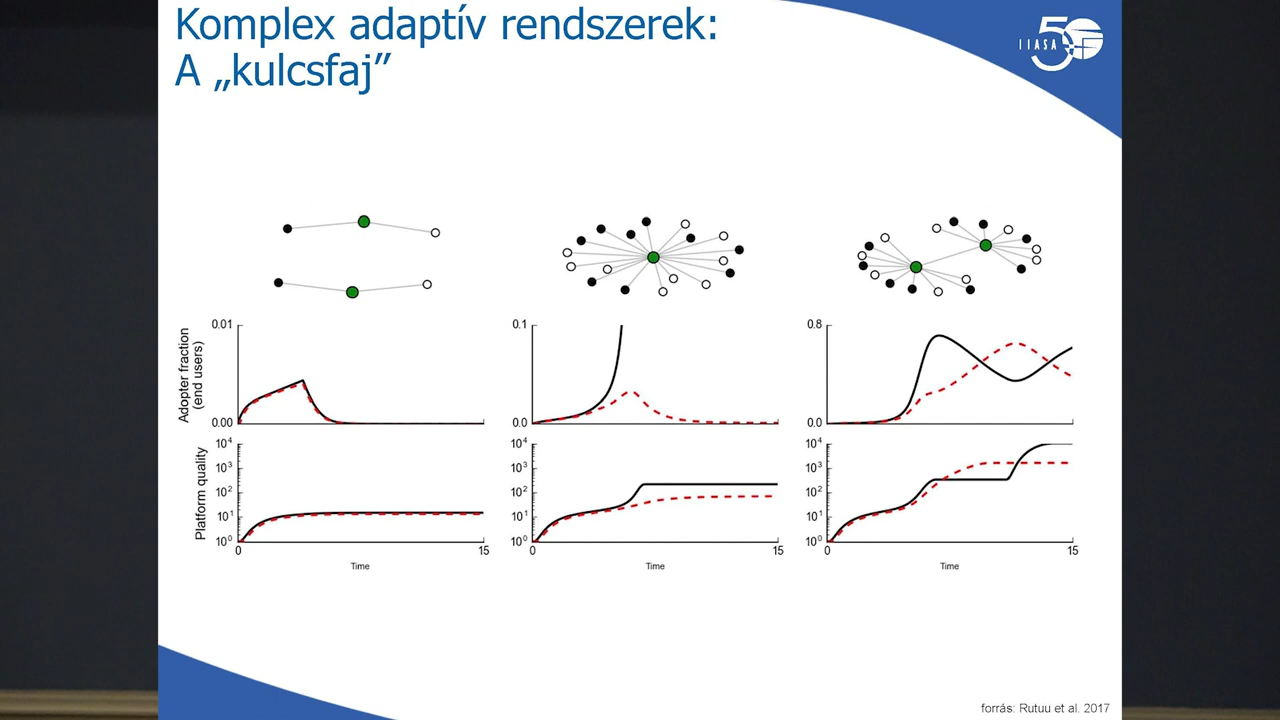 Komplex adaptív rendszerek:
A „kulcsfaj”
IIASA 50
Adopter fraction
(end users)
0.01
0.00
0.1
0.0
0.8
0.0
Platform quality
10⁴
10³
10²
10¹
10⁰
0
15
Time
10⁴
10³
10²
10¹
10⁰
0
15
Time
10⁴
10³
10²
10¹
10⁰
0
15
Time
forrás: Rutuu et al. 2017